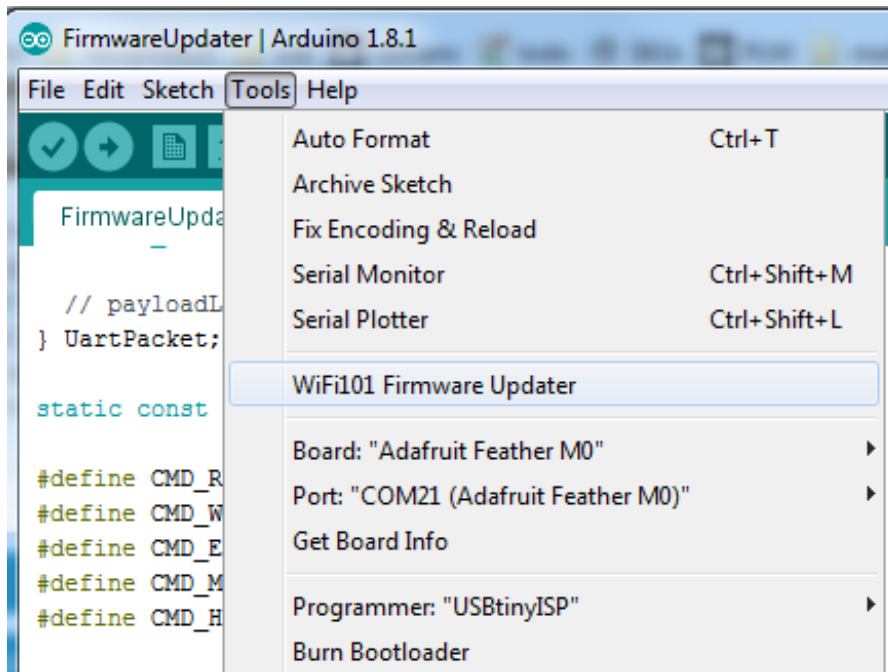 FirmwareUpdater | Arduino 1.8.1
File Edit Sketch Tools Help
Auto Format Ctrl+T
Archive Sketch
Fix Encoding & Reload
Serial Monitor Ctrl+Shift+M
Serial Plotter Ctrl+Shift+L
WiFi101 Firmware Updater
Board: "Adafruit Feather M0"
Port: "COM21 (Adafruit Feather M0)"
Get Board Info
Programmer: "USBtinyISP"
Burn Bootloader
FirmwareUpda
// payloadL
} UartPacket;
static const
#define CMD_R
#define CMD_W
#define CMD_E
#define CMD_M
#define CMD_H